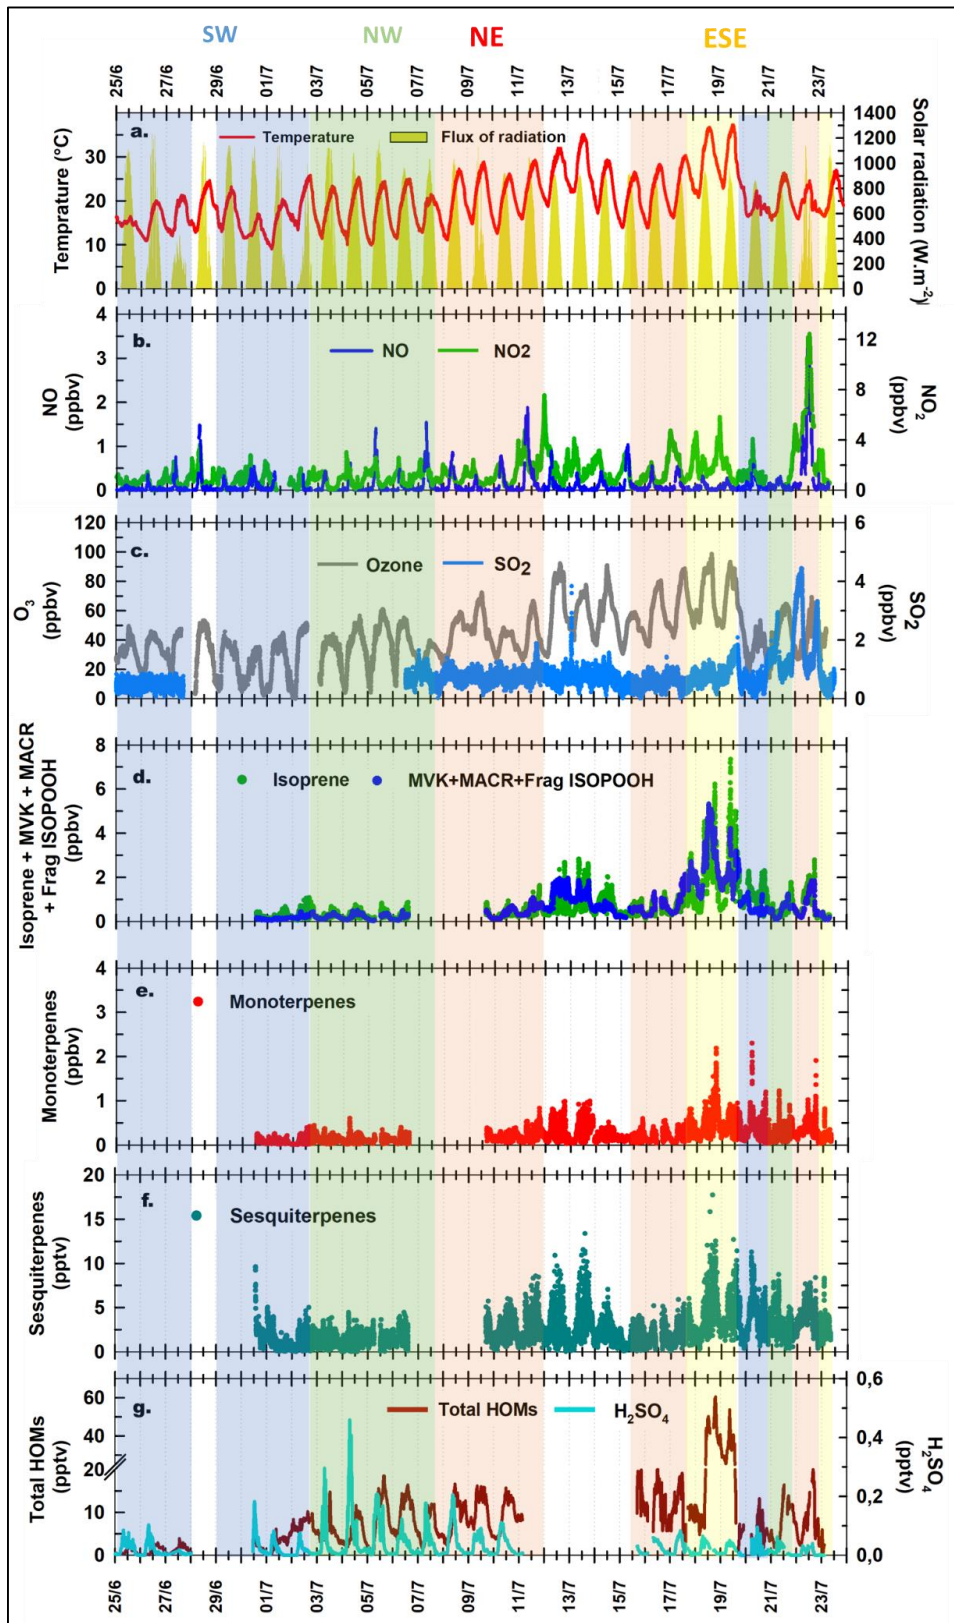 SW NW NE ESE
25/6 27/6 29/6 01/7 03/7 05/7 07/7 09/7 11/7 13/7 15/7 17/7 19/7 21/7 23/7
a.
Temperature
Flux of radiation
Temprature (°C)
30
20
10
0
Solar radiation (W.m-2)
1400
1200
1000
800
600
400
200
0
b.
NO
NO2
NO
(ppbv)
4
3
2
1
0
NO2
(ppbv)
12
8
4
0
c.
Ozone
SO2
O3
(ppbv)
120
100
80
60
40
20
0
SO2
(ppbv)
6
4
2
0
d.
Isoprene
MVK+MACR+Frag ISOPOOH
Isoprene + MVK + MACR
+ Frag ISOPOOH
(ppbv)
8
6
4
2
0
e.
Monoterpenes
Monoterpenes
(ppbv)
4
3
2
1
0
f.
Sesquiterpenes
Sesquiterpenes
(pptv)
20
15
10
5
0
g.
Total HOMs
H2SO4
Total HOMs
(pptv)
60
40
20
10
0
H2SO4
(pptv)
0,6
0,4
0,2
0,0
25/6 27/6 29/6 01/7 03/7 05/7 07/7 09/7 11/7 13/7 15/7 17/7 19/7 21/7 23/7